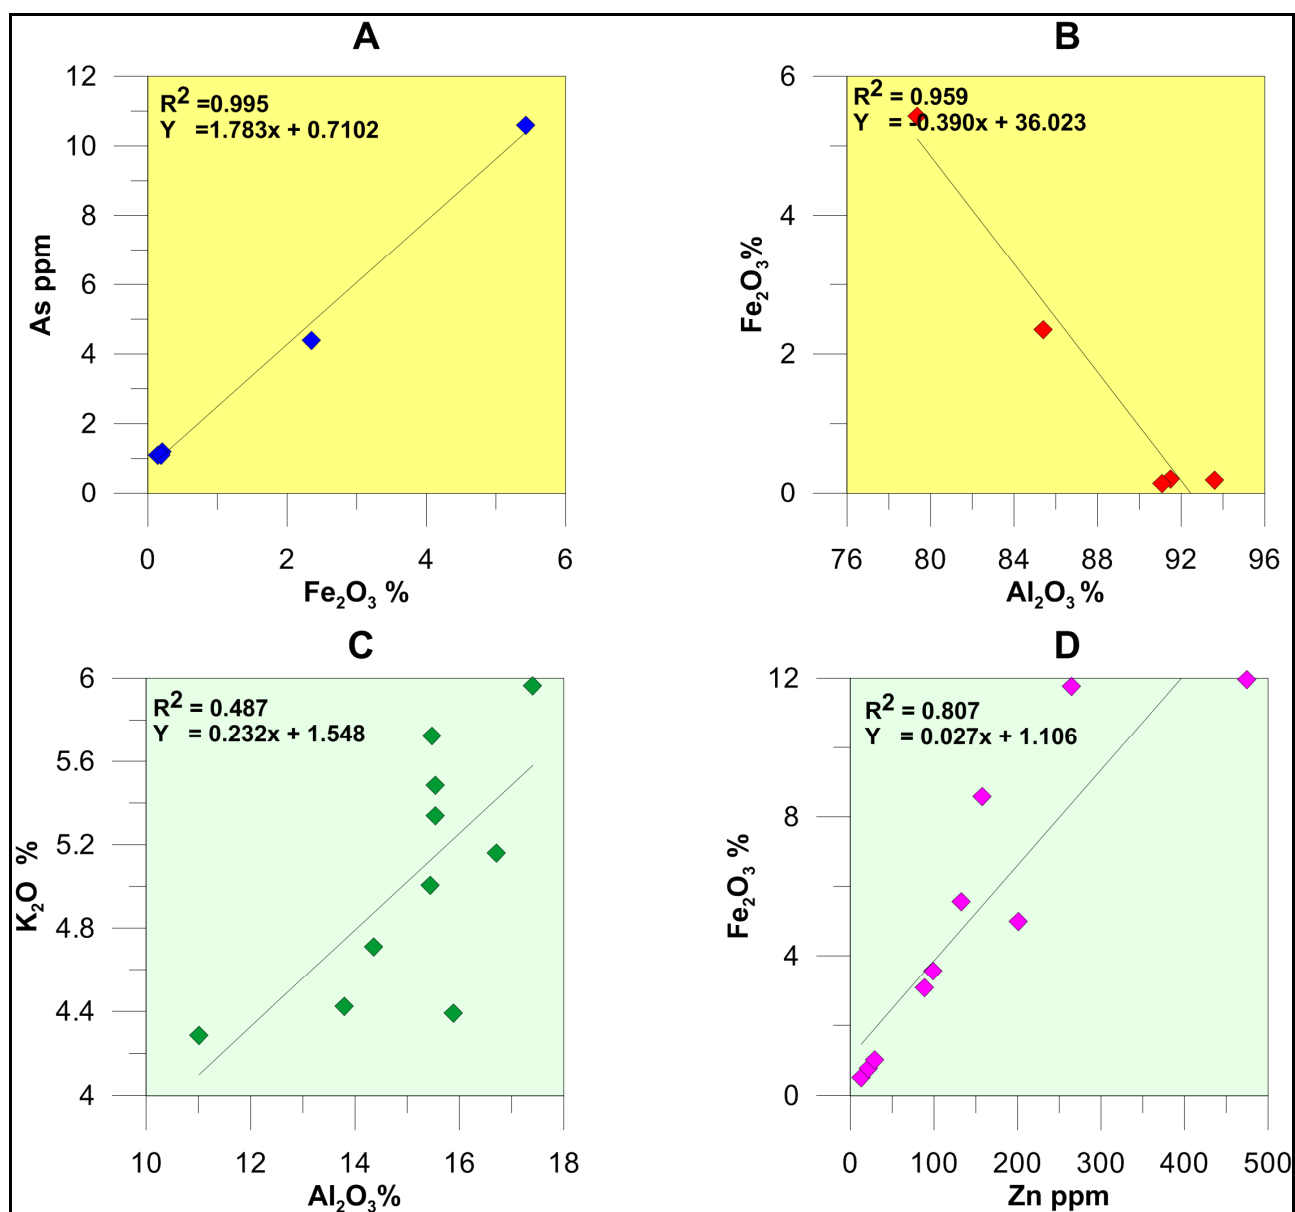 A
R² =0.995
Y =1.783x + 0.7102
12
10
8
6
4
2
0
As ppm
0 2 4 6
Fe₂O₃ %
B
R² = 0.959
Y = -0.390x + 36.023
6
4
2
0
Fe₂O₃%
76 80 84 88 92 96
Al₂O₃ %
C
R² = 0.487
Y = 0.232x + 1.548
6
5.6
5.2
4.8
4.4
4
K₂O %
10 12 14 16 18
Al₂O₃%
D
R² = 0.807
Y = 0.027x + 1.106
12
8
4
0
Fe₂O₃ %
0 100 200 300 400 500
Zn ppm